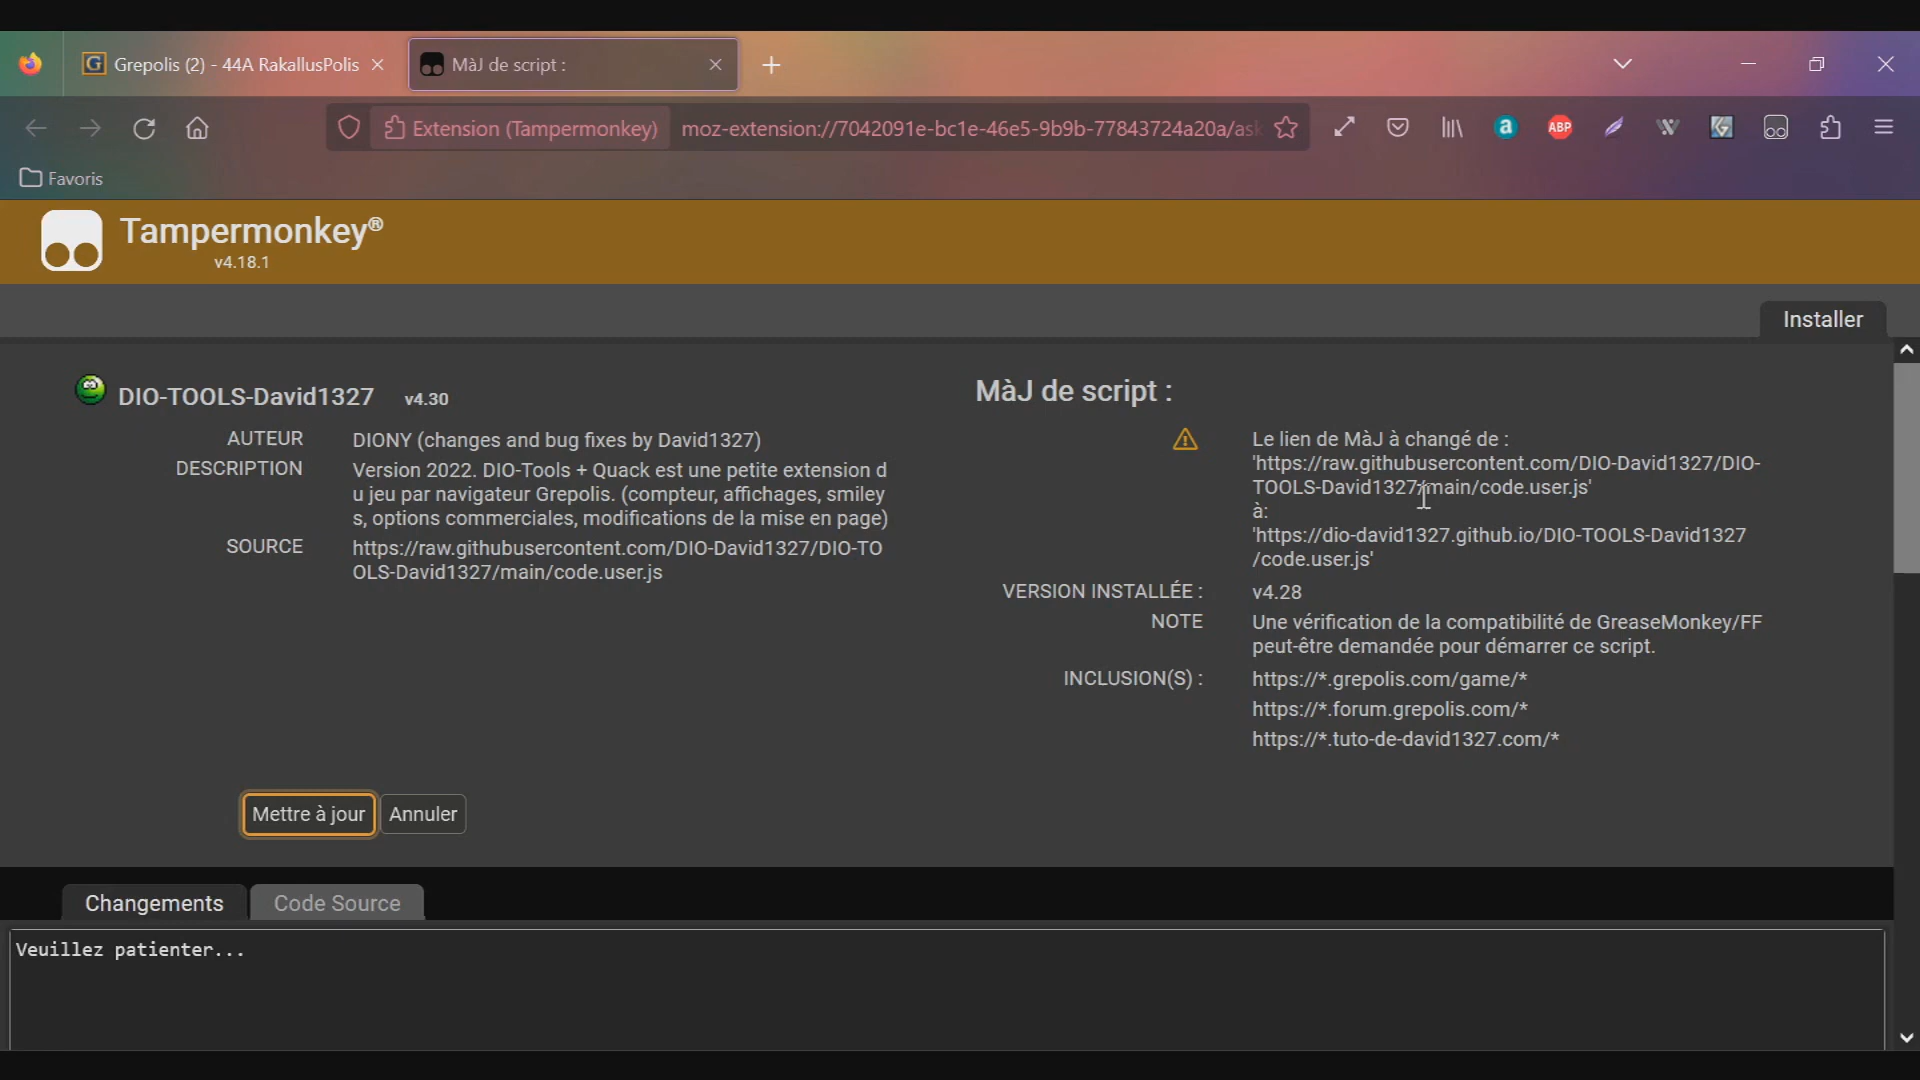 Grepolis (2) - 44A RakallusPolis
MàJ de script :
Extension (Tampermonkey)
moz-extension://7042091e-bc1e-46e5-9b9b-77843724a20a/ask
ABP
Favoris
Tampermonkey®
v4.18.1
Installer
DIO-TOOLS-David1327 v4.30
AUTEUR
DIONY (changes and bug fixes by David1327)
DESCRIPTION
Version 2022. DIO-Tools + Quack est une petite extension d
u jeu par navigateur Grepolis. (compteur, affichages, smiley
s, options commerciales, modifications de la mise en page)
SOURCE
https://raw.githubusercontent.com/DIO-David1327/DIO-TO
OLS-David1327/main/code.user.js
MàJ de script :
Le lien de MàJ à changé de :
'https://raw.githubusercontent.com/DIO-David1327/DIO-
TOOLS-David1327/main/code.user.js'
à:
'https://dio-david1327.github.io/DIO-TOOLS-David1327
/code.user.js'
VERSION INSTALLÉE :
v4.28
NOTE
Une vérification de la compatibilité de GreaseMonkey/FF
peut-être demandée pour démarrer ce script.
INCLUSION(S) :
https://*.grepolis.com/game/*
https://*.forum.grepolis.com/*
https://*.tuto-de-david1327.com/*
Mettre à jour
Annuler
Changements
Code Source
Veuillez patienter...